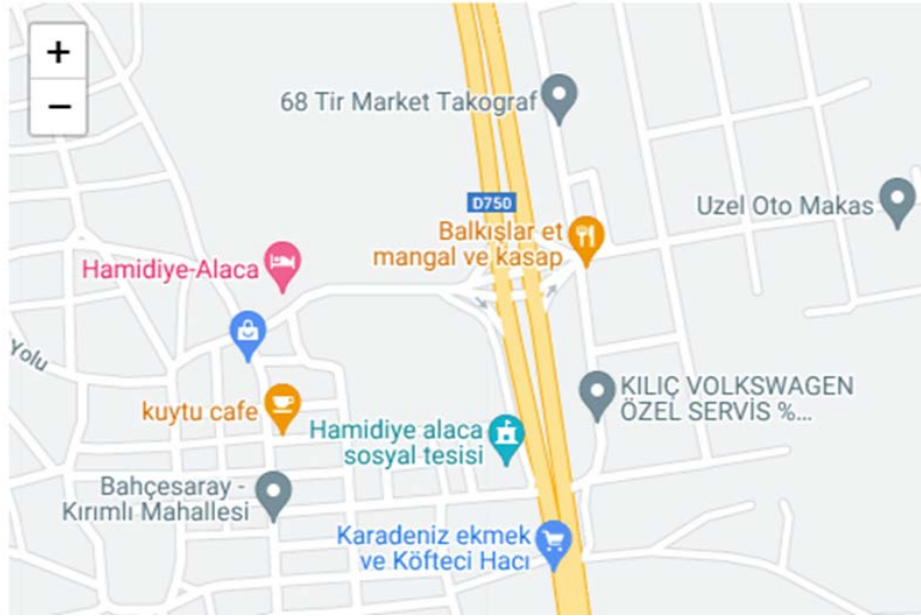 +
−
68 Tir Market Takograf
D750
Uzel Oto Makas
Balkışlar et
mangal ve kasap
Hamidiye-Alaca
Yolu
kuytu cafe
KILIÇ VOLKSWAGEN
ÖZEL SERVİS %...
Hamidiye alaca
sosyal tesisi
Bahçesaray -
Kırımlı Mahallesi
Karadeniz ekmek
ve Köfteci Hacı